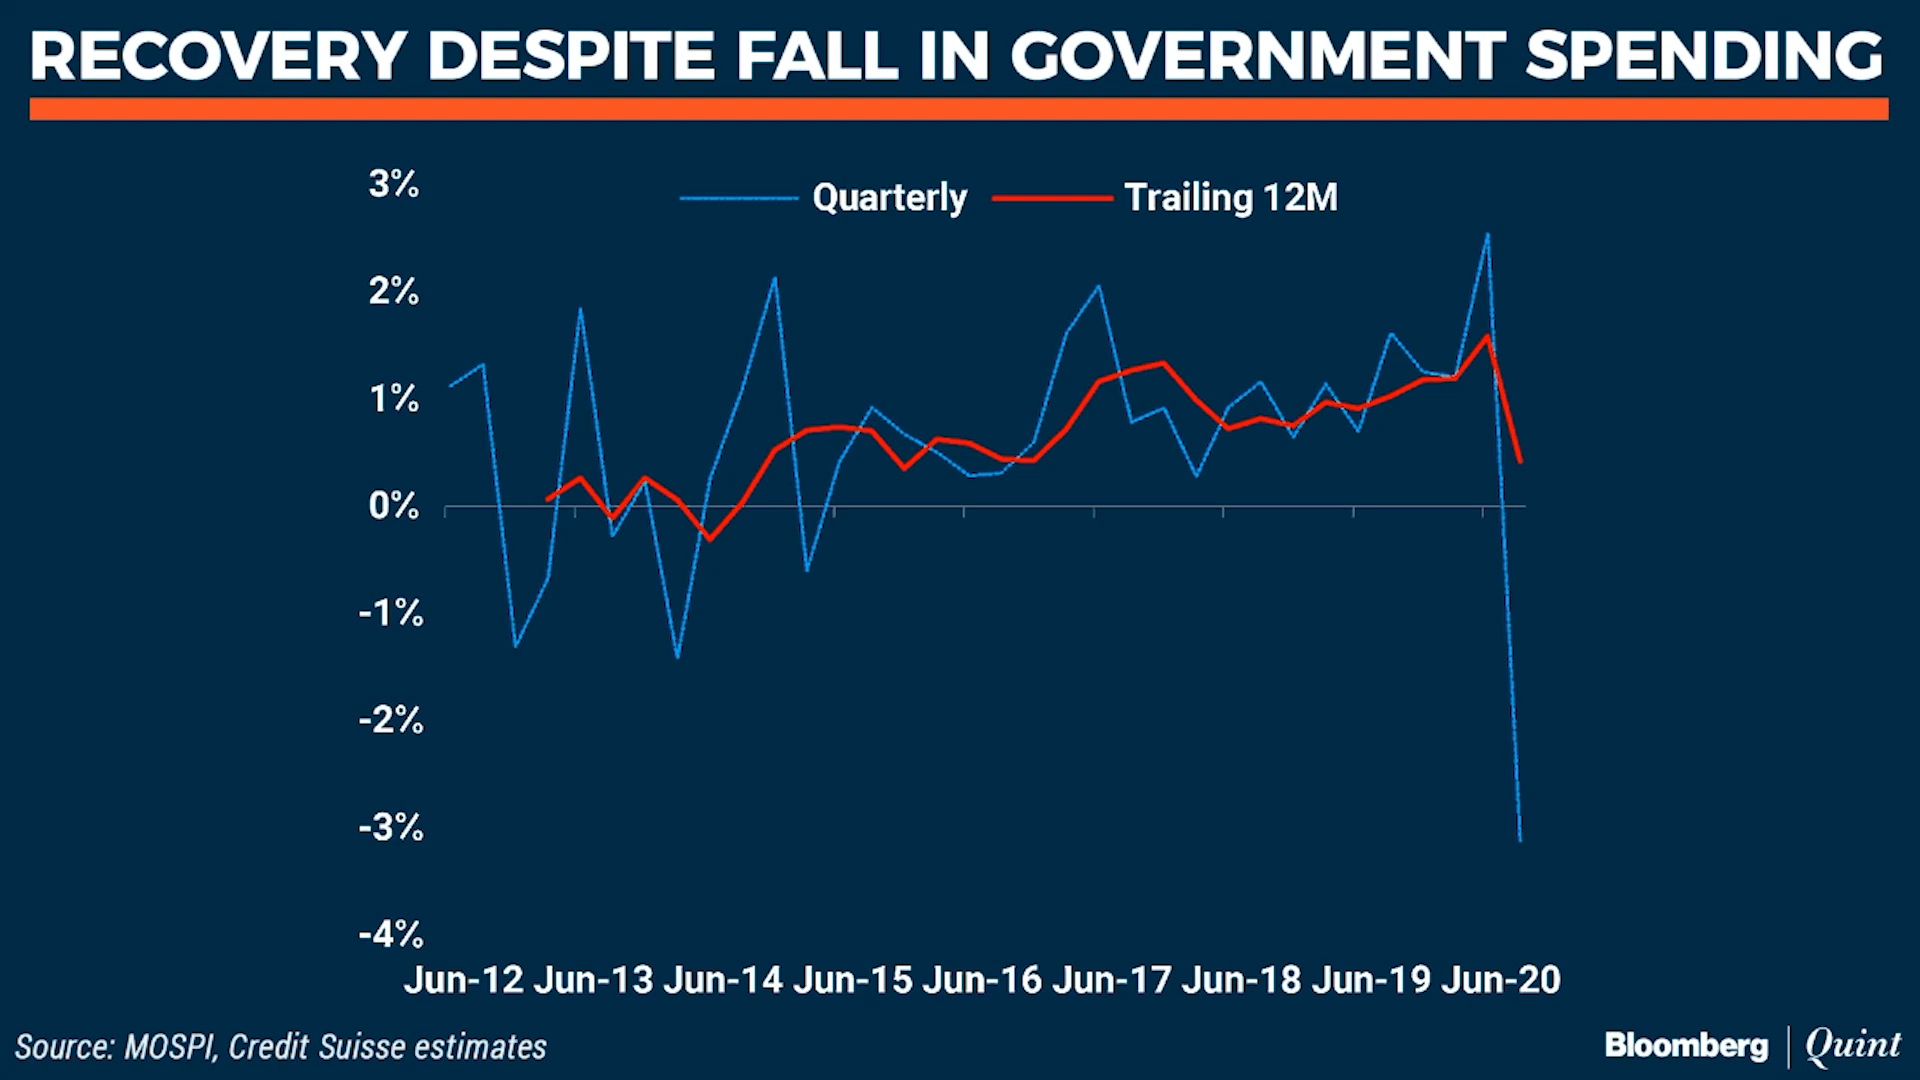 RECOVERY DESPITE FALL IN GOVERNMENT SPENDING
Quarterly Trailing 12M
3%
2%
1%
0%
-1%
-2%
-3%
-4%
Jun-12 Jun-13 Jun-14 Jun-15 Jun-16 Jun-17 Jun-18 Jun-19 Jun-20
Source: MOSPI, Credit Suisse estimates
Bloomberg | Quint